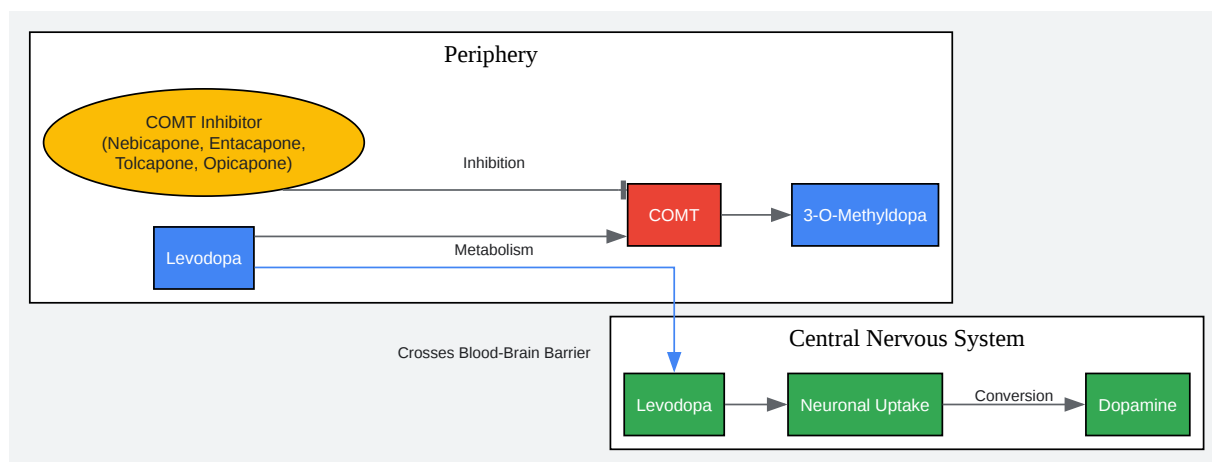 Periphery
COMT Inhibitor
(Nebicapone, Entacapone,
Tolcapone, Opicapone)
Inhibition
COMT
3-O-Methyldopa
Levodopa
Metabolism
Crosses Blood-Brain Barrier
Central Nervous System
Levodopa
Neuronal Uptake
Conversion
Dopamine